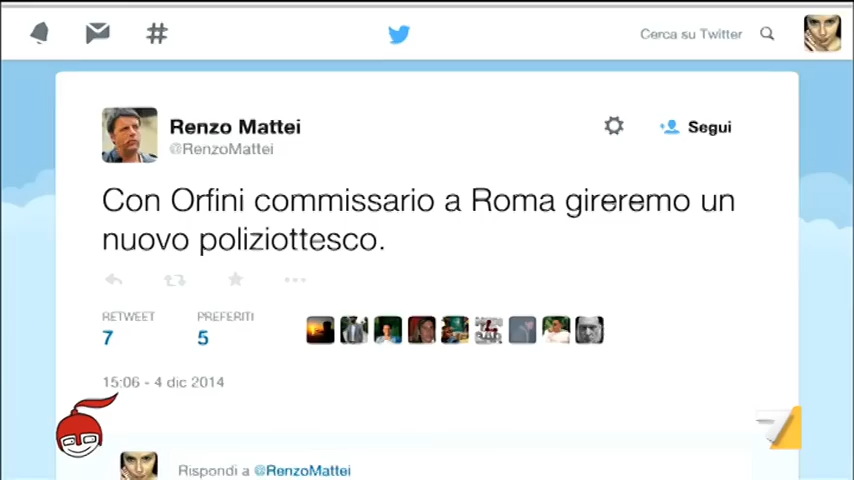 Cerca su Twitter
Renzo Mattei
@RenzoMattei
Segui
Con Orfini commissario a Roma gireremo un
nuovo poliziottesco.
RETWEET
PREFERITI
7
5
15:06 - 4 dic 2014
Rispondi a @RenzoMattei